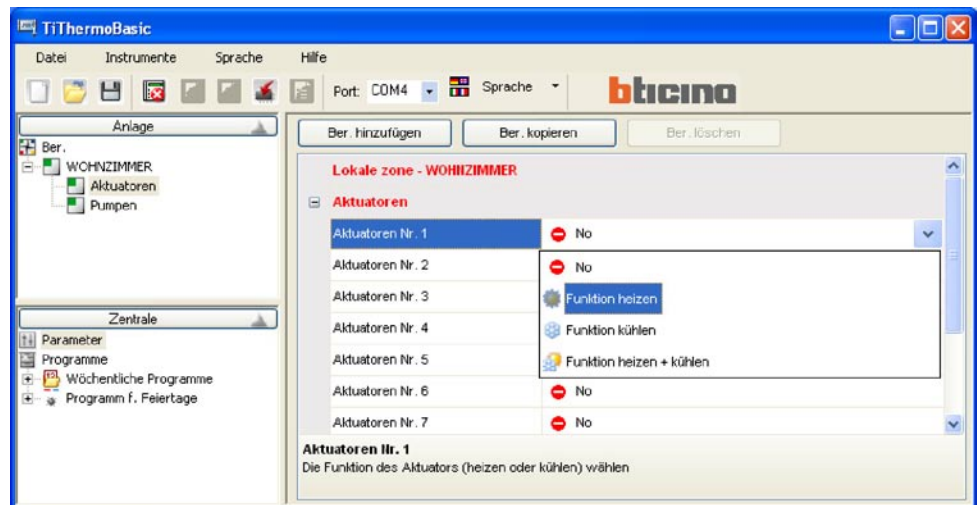 TiThermoBasic
Datei Instrumente Sprache Hilfe
Port: COM4 Sprache bticino
Anlage
Ber.
WOHNZIMMER
Aktuatoren
Pumpen
Zentrale
Parameter
Programme
Wöchentliche Programme
Programm f. Feiertage
Ber. hinzufügen Ber. kopieren Ber. löschen
Lokale zone - WOHNZIMMER
Aktuatoren
Aktuatoren Nr. 1 No
Aktuatoren Nr. 2 No
Aktuatoren Nr. 3 Funktion heizen
Aktuatoren Nr. 4 Funktion kühlen
Aktuatoren Nr. 5 Funktion heizen + kühlen
Aktuatoren Nr. 6 No
Aktuatoren Nr. 7 No
Aktuatoren Nr. 1
Die Funktion des Aktuators (heizen oder kühlen) wählen